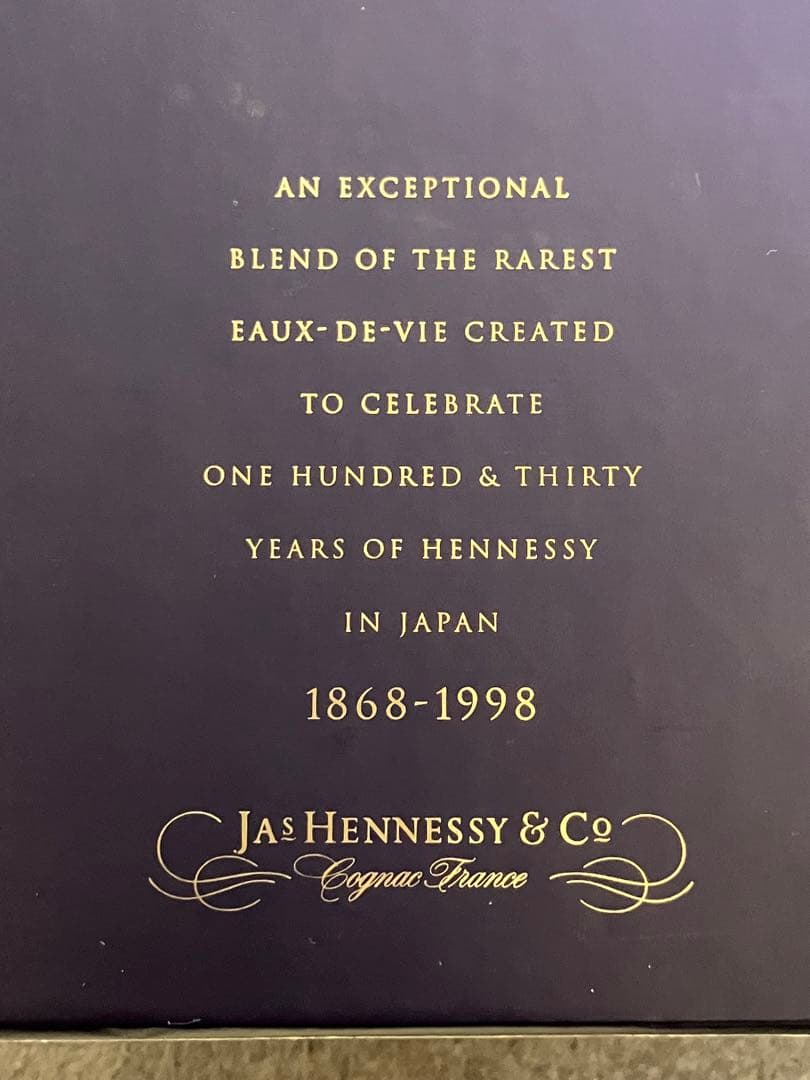 AN EXCEPTIONAL
BLEND OF THE RAREST
EAUX-DE-VIE CREATED
TO CELEBRATE
ONE HUNDRED & THIRTY
YEARS OF HENNESSY
IN JAPAN
1868-1998
JAS HENNESSY & Co
Cognac France